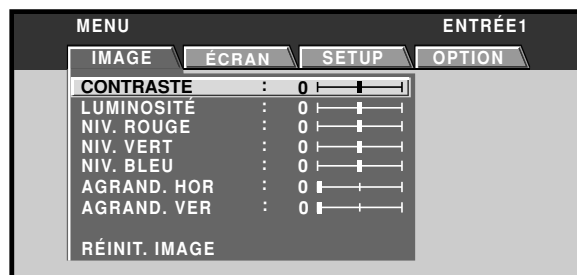 MENU ENTRÉE1
IMAGE ÉCRAN SETUP OPTION
CONTRASTE : 0
LUMINOSITÉ : 0
NIV. ROUGE : 0
NIV. VERT : 0
NIV. BLEU : 0
AGRAND. HOR : 0
AGRAND. VER : 0
RÉINIT. IMAGE